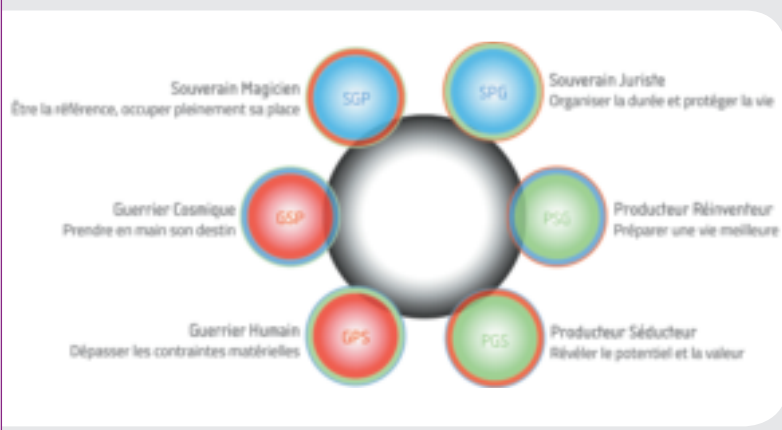 Souverain Magicien
Être la référence, occuper pleinement sa place
SGP
SPG
Souverain Juriste
Organiser la durée et protéger la vie
Guerrier Cosmique
Prendre en main son destin
GSP
PSG
Producteur Réinventeur
Préparer une vie meilleure
Guerrier Humain
Dépasser les contraintes matérielles
GPS
PGS
Producteur Séducteur
Révéler le potentiel et la valeur